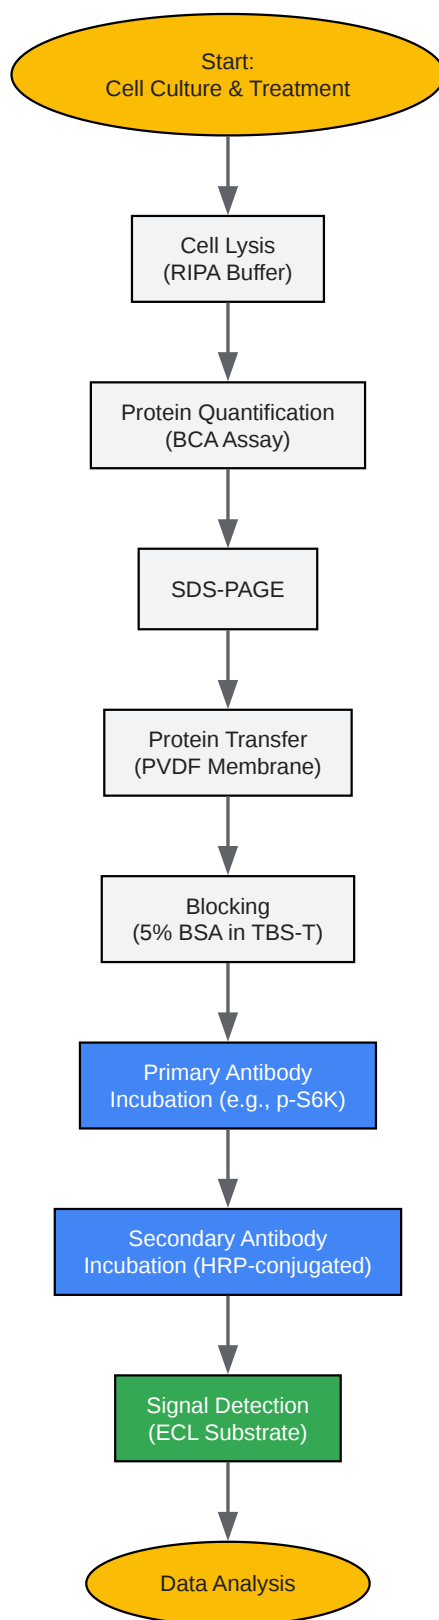 Start:
Cell Culture & Treatment
Cell Lysis
(RIPA Buffer)
Protein Quantification
(BCA Assay)
SDS-PAGE
Protein Transfer
(PVDF Membrane)
Blocking
(5% BSA in TBS-T)
Primary Antibody
Incubation (e.g., p-S6K)
Secondary Antibody
Incubation (HRP-conjugated)
Signal Detection
(ECL Substrate)
Data Analysis